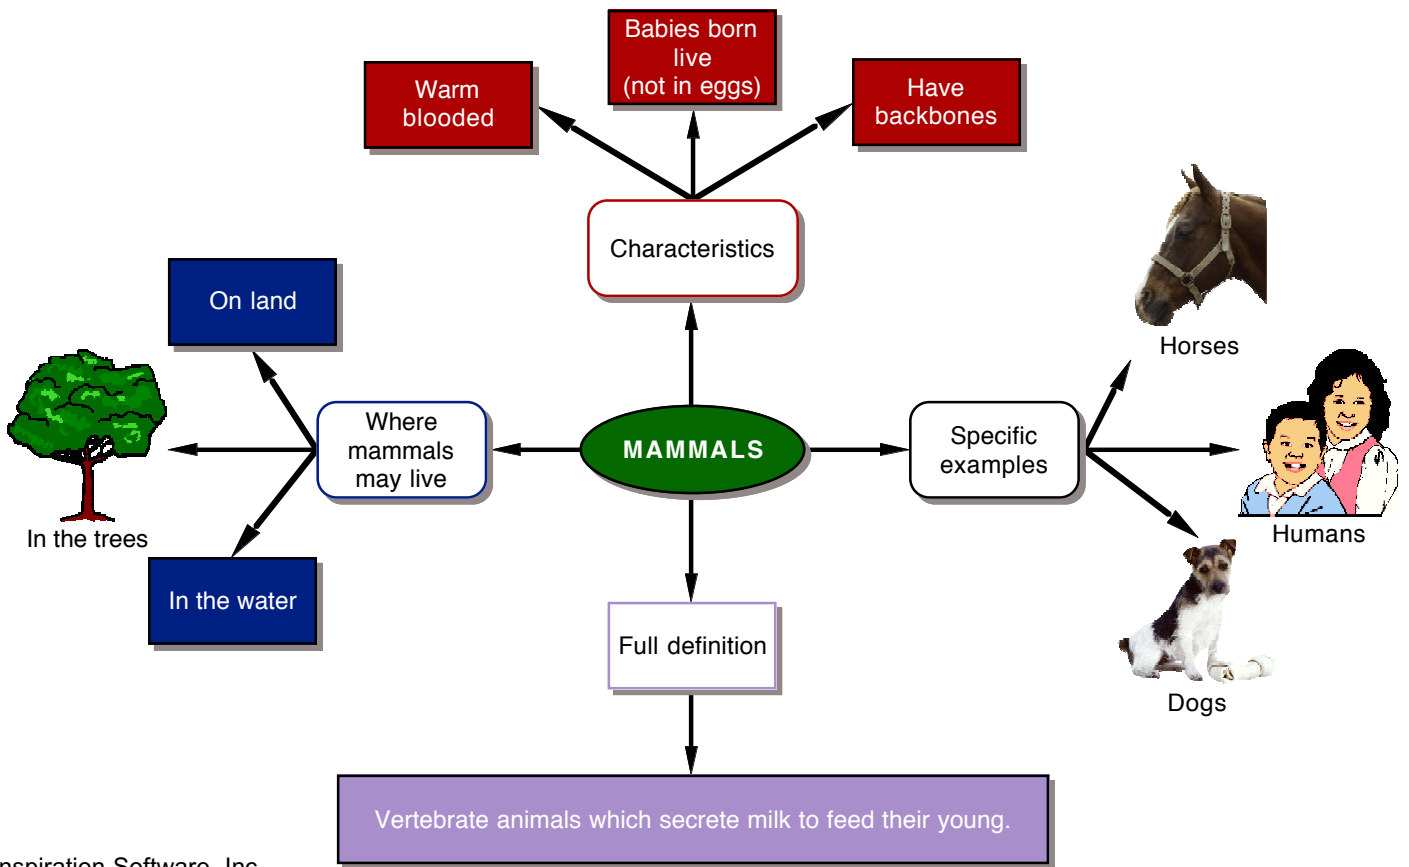 Babies born
live
(not in eggs)
Warm
blooded
Have
backbones
Characteristics
On land
Horses
Where
mammals
may live
MAMMALS
Specific
examples
In the trees
Humans
In the water
Full definition
Dogs
Vertebrate animals which secrete milk to feed their young.
nspiration Software, Inc